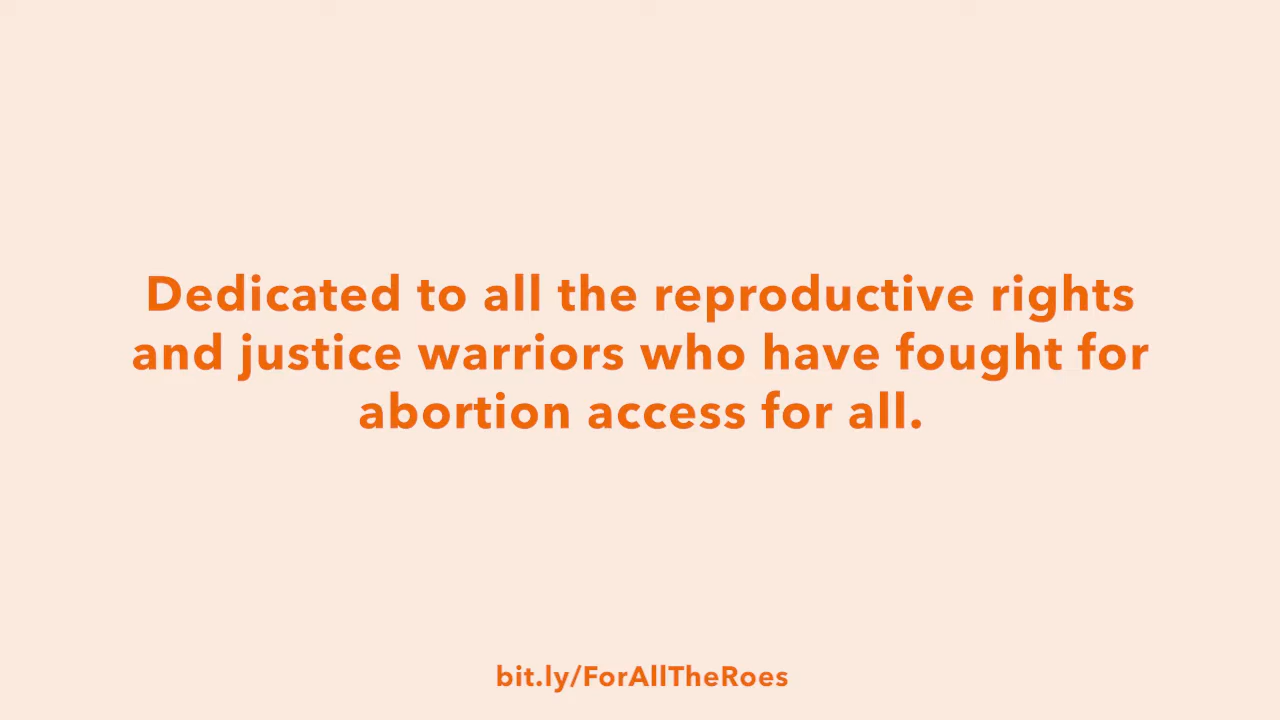 Dedicated to all the reproductive rights
and justice warriors who have fought for
abortion access for all.
bit.ly/ForAllTheRoes